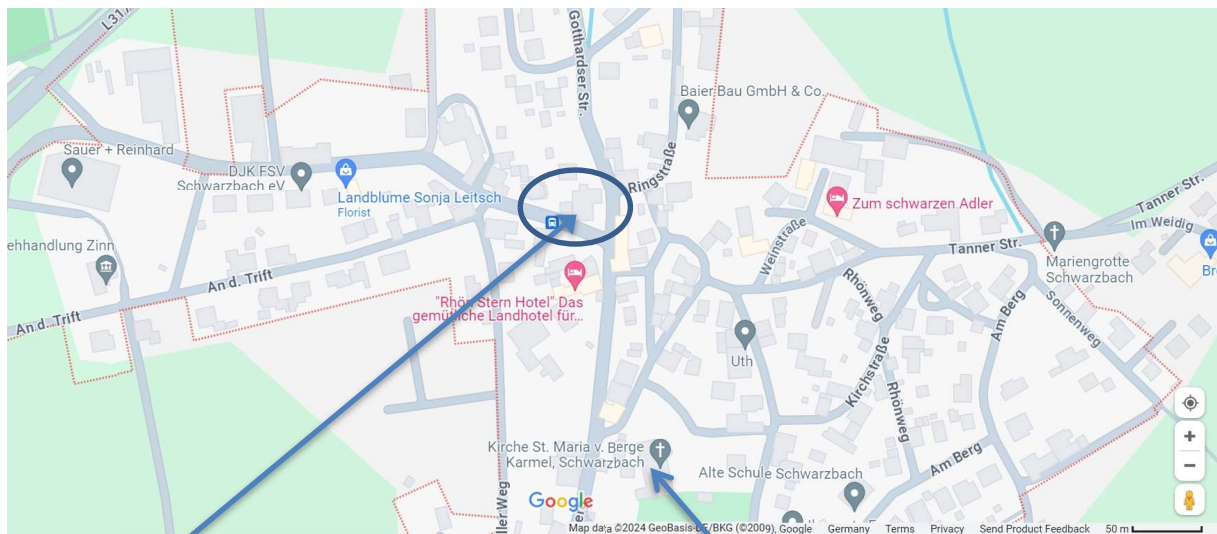 L317
Gotthardser Str.
Baier Bau GmbH & Co.
Sauer + Reinhard
DJK FSV
Schwarzbach eV
Landblume Sonja Leitsch
Florist
Ringstraße
Zum schwarzen Adler
Tanner Str.
Im Weidig
Weinstraße
Tanner Str.
Mariengrotte
Schwarzbach
Bre
ehhandlung Zinn
An d. Trift
An d. Trift
"Rhön Stern Hotel" Das
gemütliche Landhotel für...
Rhönweg
Am Berg
Sonnenweg
Uth
Kirchstraße
Rhönweg
Kirche St. Maria v. Berge
Karmel, Schwarzbach
Alte Schule Schwarzbach
Am Berg
ller Weg
Google
Map data ©2024 GeoBasis-DE/BKG (©2009), Google Germany Terms Privacy Send Product Feedback 50 m